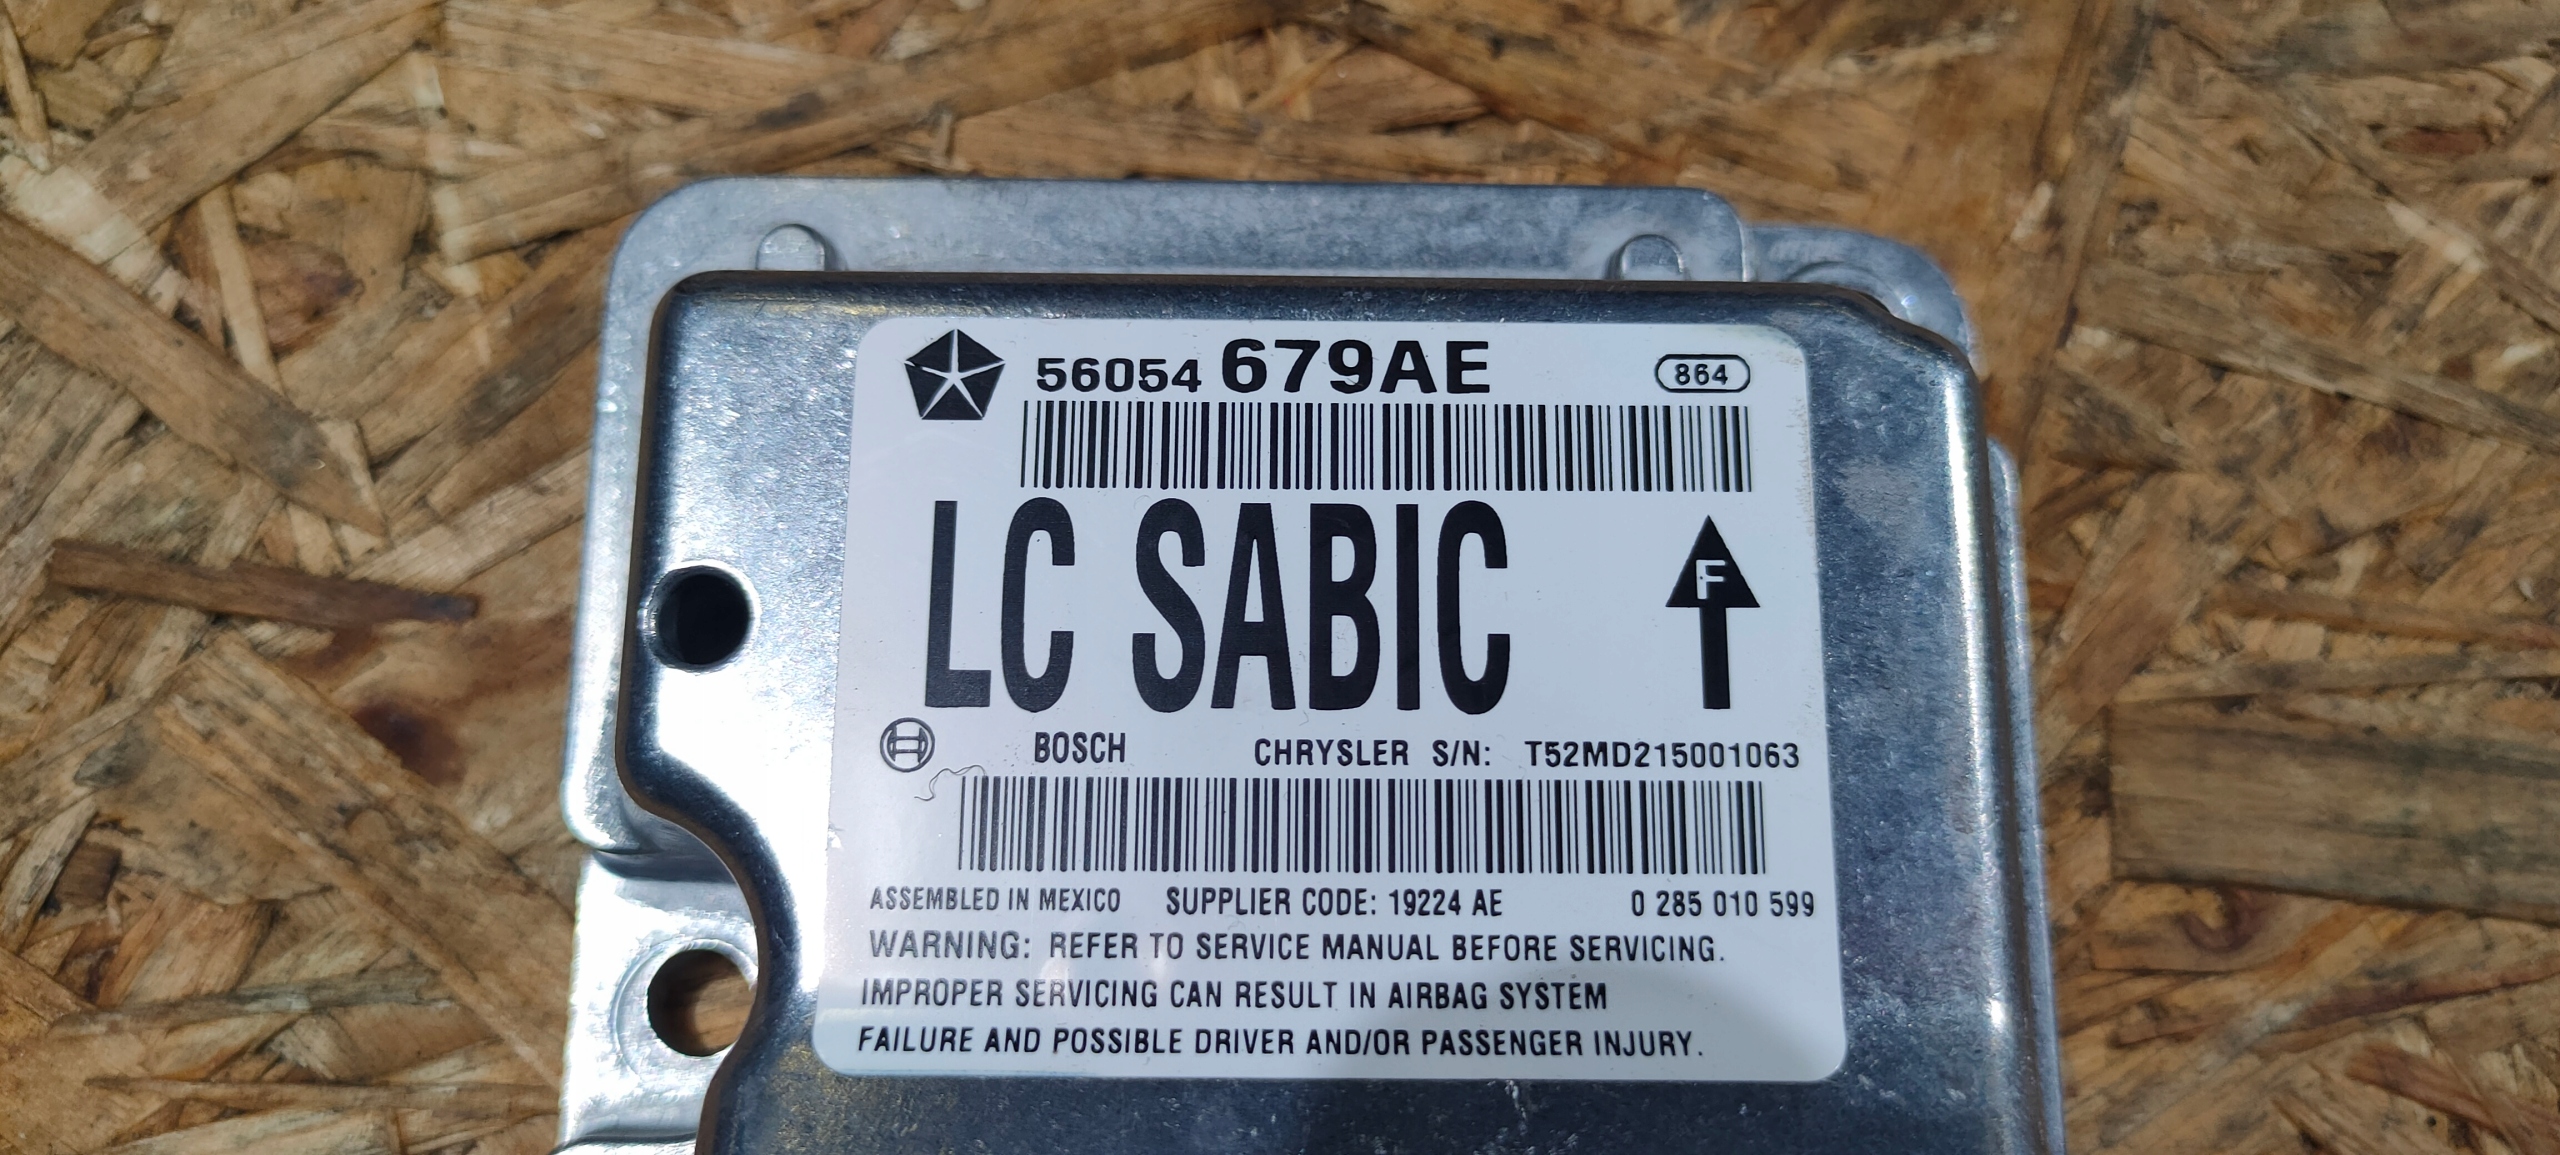 56054 679AE 864
LC SABIC F
BOSCH CHRYSLER S/N: T52MD215001063
ASSEMBLED IN MEXICO SUPPLIER CODE: 19224 AE 0 285 010 599
WARNING: REFER TO SERVICE MANUAL BEFORE SERVICING.
IMPROPER SERVICING CAN RESULT IN AIRBAG SYSTEM
FAILURE AND POSSIBLE DRIVER AND/OR PASSENGER INJURY.